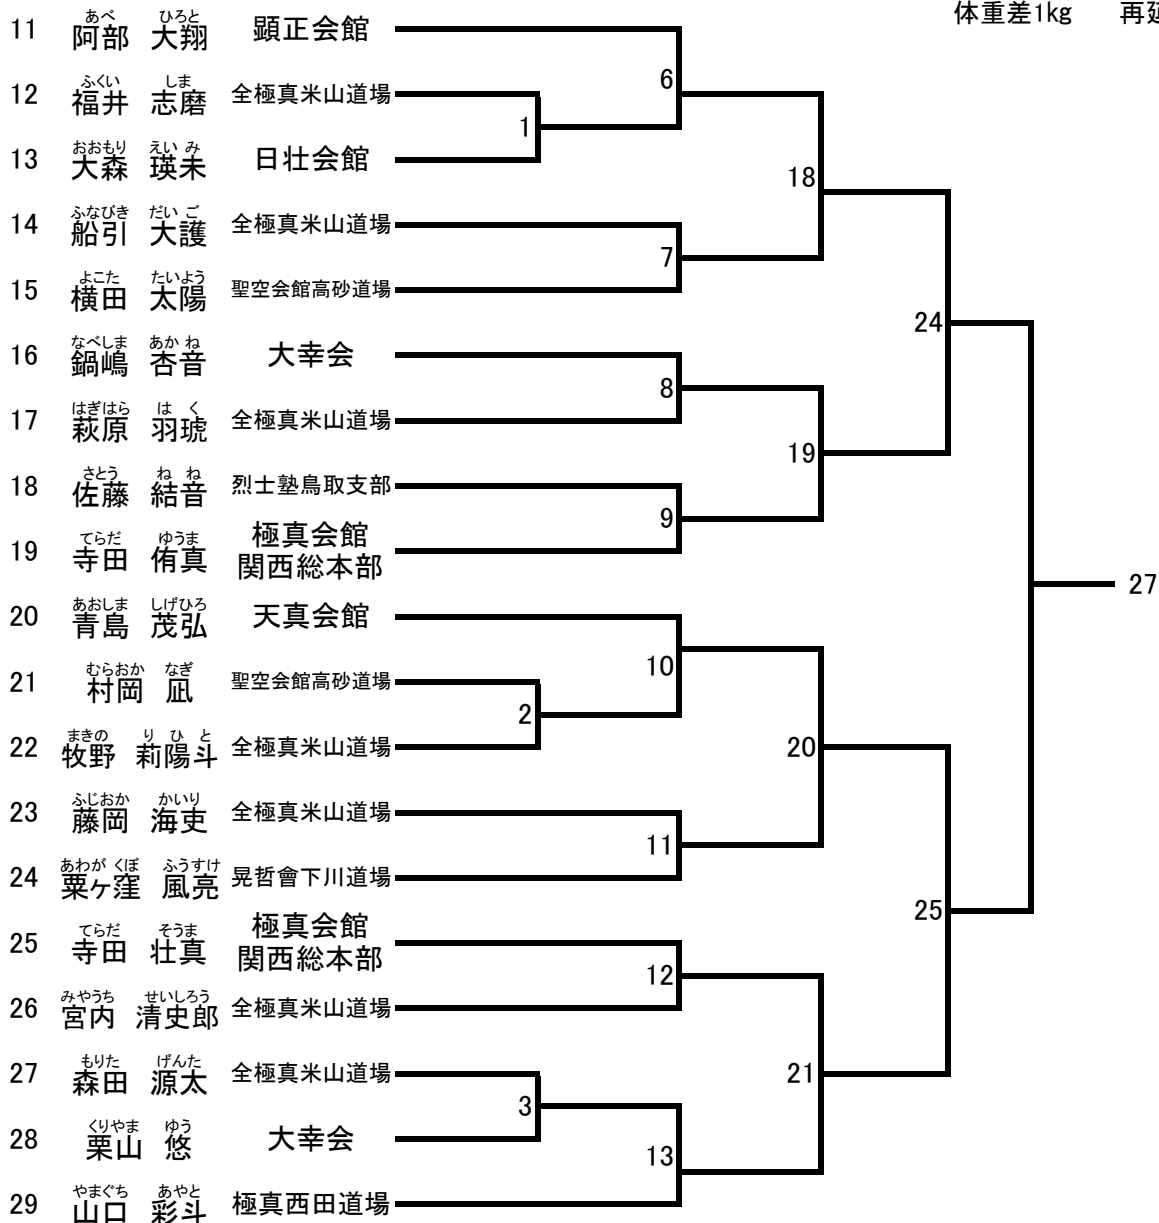 体重差1kg 再延
11 阿部 大翔 顕正会館
あべ ひろと
12 福井 志磨 全極真米山道場
ふくい しま
13 大森 瑛未 日壮会館
おおもり えいみ
14 船引 大護 全極真米山道場
ふなびき だいご
15 横田 太陽 聖空会館高砂道場
よこた たいよう
16 鍋嶋 杏音 大幸会
なべしま あかね
17 萩原 羽琥 全極真米山道場
はぎはら はく
18 佐藤 結音 烈士塾鳥取支部
さとう ねね
19 寺田 侑真 極真会館
関西総本部
てらだ ゆうま
20 青島 茂弘 天真会館
あおしま しげひろ
21 村岡 凪 聖空会館高砂道場
むらおか なぎ
22 牧野 莉陽斗 全極真米山道場
まきの りひと
23 藤岡 海吏 全極真米山道場
ふじおか かいり
24 粟ヶ窪 風亮 晃哲會下川道場
あわがくぼ ふうすけ
25 寺田 壮真 極真会館
関西総本部
てらだ そうま
26 宮内 清史郎 全極真米山道場
みやうち せいしろう
27 森田 源太 全極真米山道場
もりた げんた
28 栗山 悠 大幸会
くりやま ゆう
29 山口 彩斗 極真西田道場
やまぐち あやと
1
2
3
6
7
8
9
10
11
12
13
18
19
20
21
24
25
27